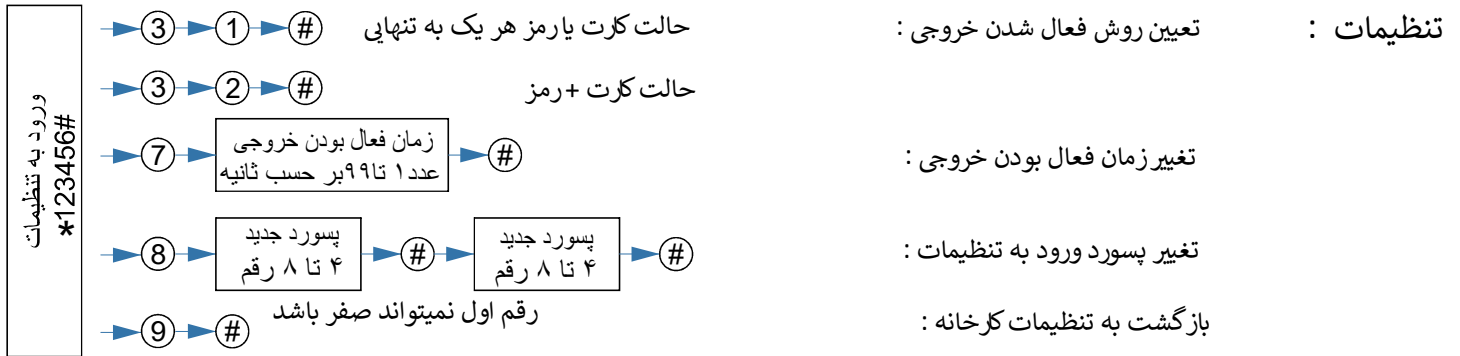 تنظیمات :
تعیین روش فعال شدن خروجی :
حالت کارت یا رمز هر یک به تنهایی
3 1 #
حالت کارت + رمز
3 2 #
ورود به تنظیمات
*123456#
تغییر زمان فعال بودن خروجی :
7
زمان فعال بودن خروجی
عدد۱ تا۹۹بر حسب ثانیه
#
تغییر پسورد ورود به تنظیمات :
8
پسورد جدید
۴ تا ۸ رقم
#
پسورد جدید
۴ تا ۸ رقم
#
رقم اول نمیتواند صفر باشد
بازگشت به تنظیمات کارخانه :
9 #